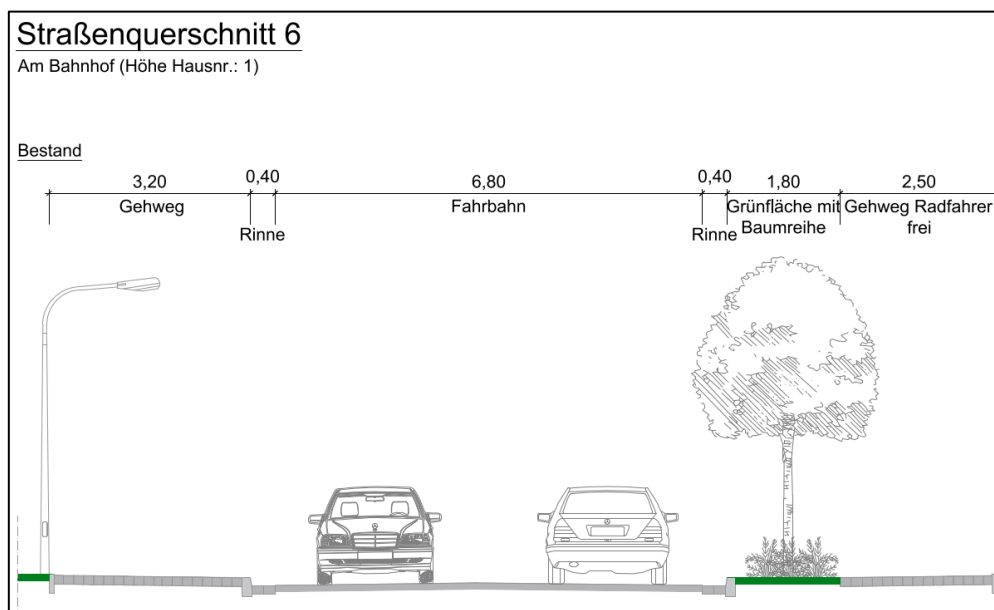 Straßenquerschnitt 6
Am Bahnhof (Höhe Hausnr.: 1)
Bestand
3,20 0,40 6,80 0,40 1,80 2,50
Gehweg Fahrbahn Grünfläche mit Gehweg Radfahrer
Rinne Rinne Baumreihe frei